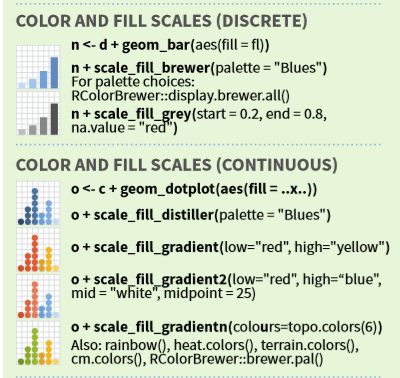 COLOR AND FILL SCALES (DISCRETE)
n <- d + geom_bar(aes(fill = fl))
n + scale_fill_brewer(palette = "Blues")
For palette choices:
RColorBrewer::display.brewer.all()
n + scale_fill_grey(start = 0.2, end = 0.8,
na.value = "red")
COLOR AND FILL SCALES (CONTINUOUS)
o <- c + geom_dotplot(aes(fill = ..x..))
o + scale_fill_distiller(palette = "Blues")
o + scale_fill_gradient(low="red", high="yellow")
o + scale_fill_gradient2(low="red", high=“blue",
mid = "white", midpoint = 25)
o + scale_fill_gradientn(colours=topo.colors(6))
Also: rainbow(), heat.colors(), terrain.colors(),
cm.colors(), RColorBrewer::brewer.pal()